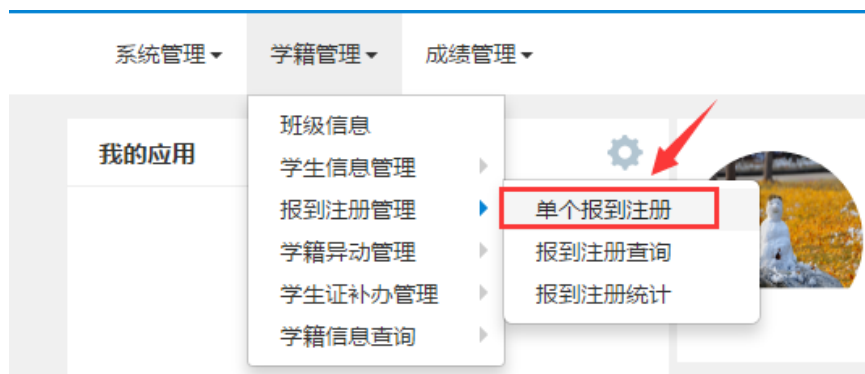 系统管理 学籍管理 成绩管理
我的应用
班级信息
学生信息管理
报到注册管理
学籍异动管理
学生证补办管理
学籍信息查询
单个报到注册
报到注册查询
报到注册统计